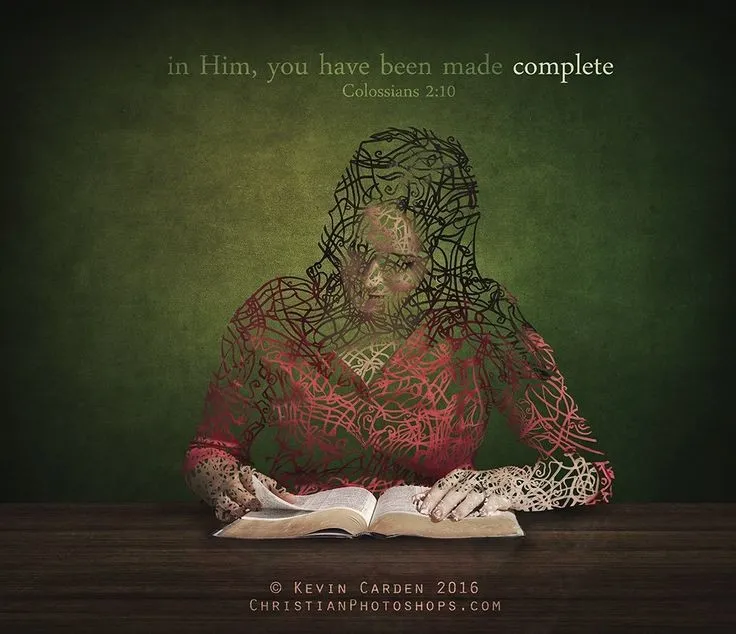 in Him, you have been made complete
Colossians 2:10
© Kevin Carden 2016
ChristianPhotoshops.com